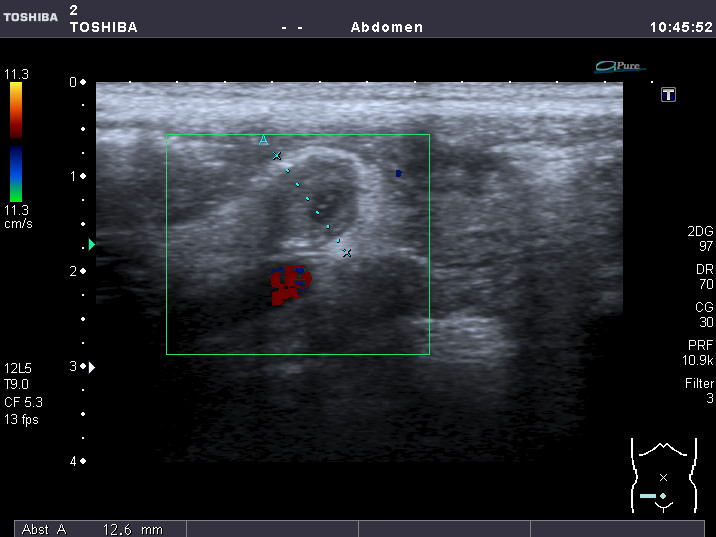 TOSHIBA
2
TOSHIBA - - Abdomen 10:45:52
aPure
T
11.3
11.3
cm/s
0
1
2
3
4
A
2DG
97
DR
70
CG
30
PRF
10.9k
Filter
3
12L5
T9.0
CF 5.3
13 fps
Abst A 12.6 mm